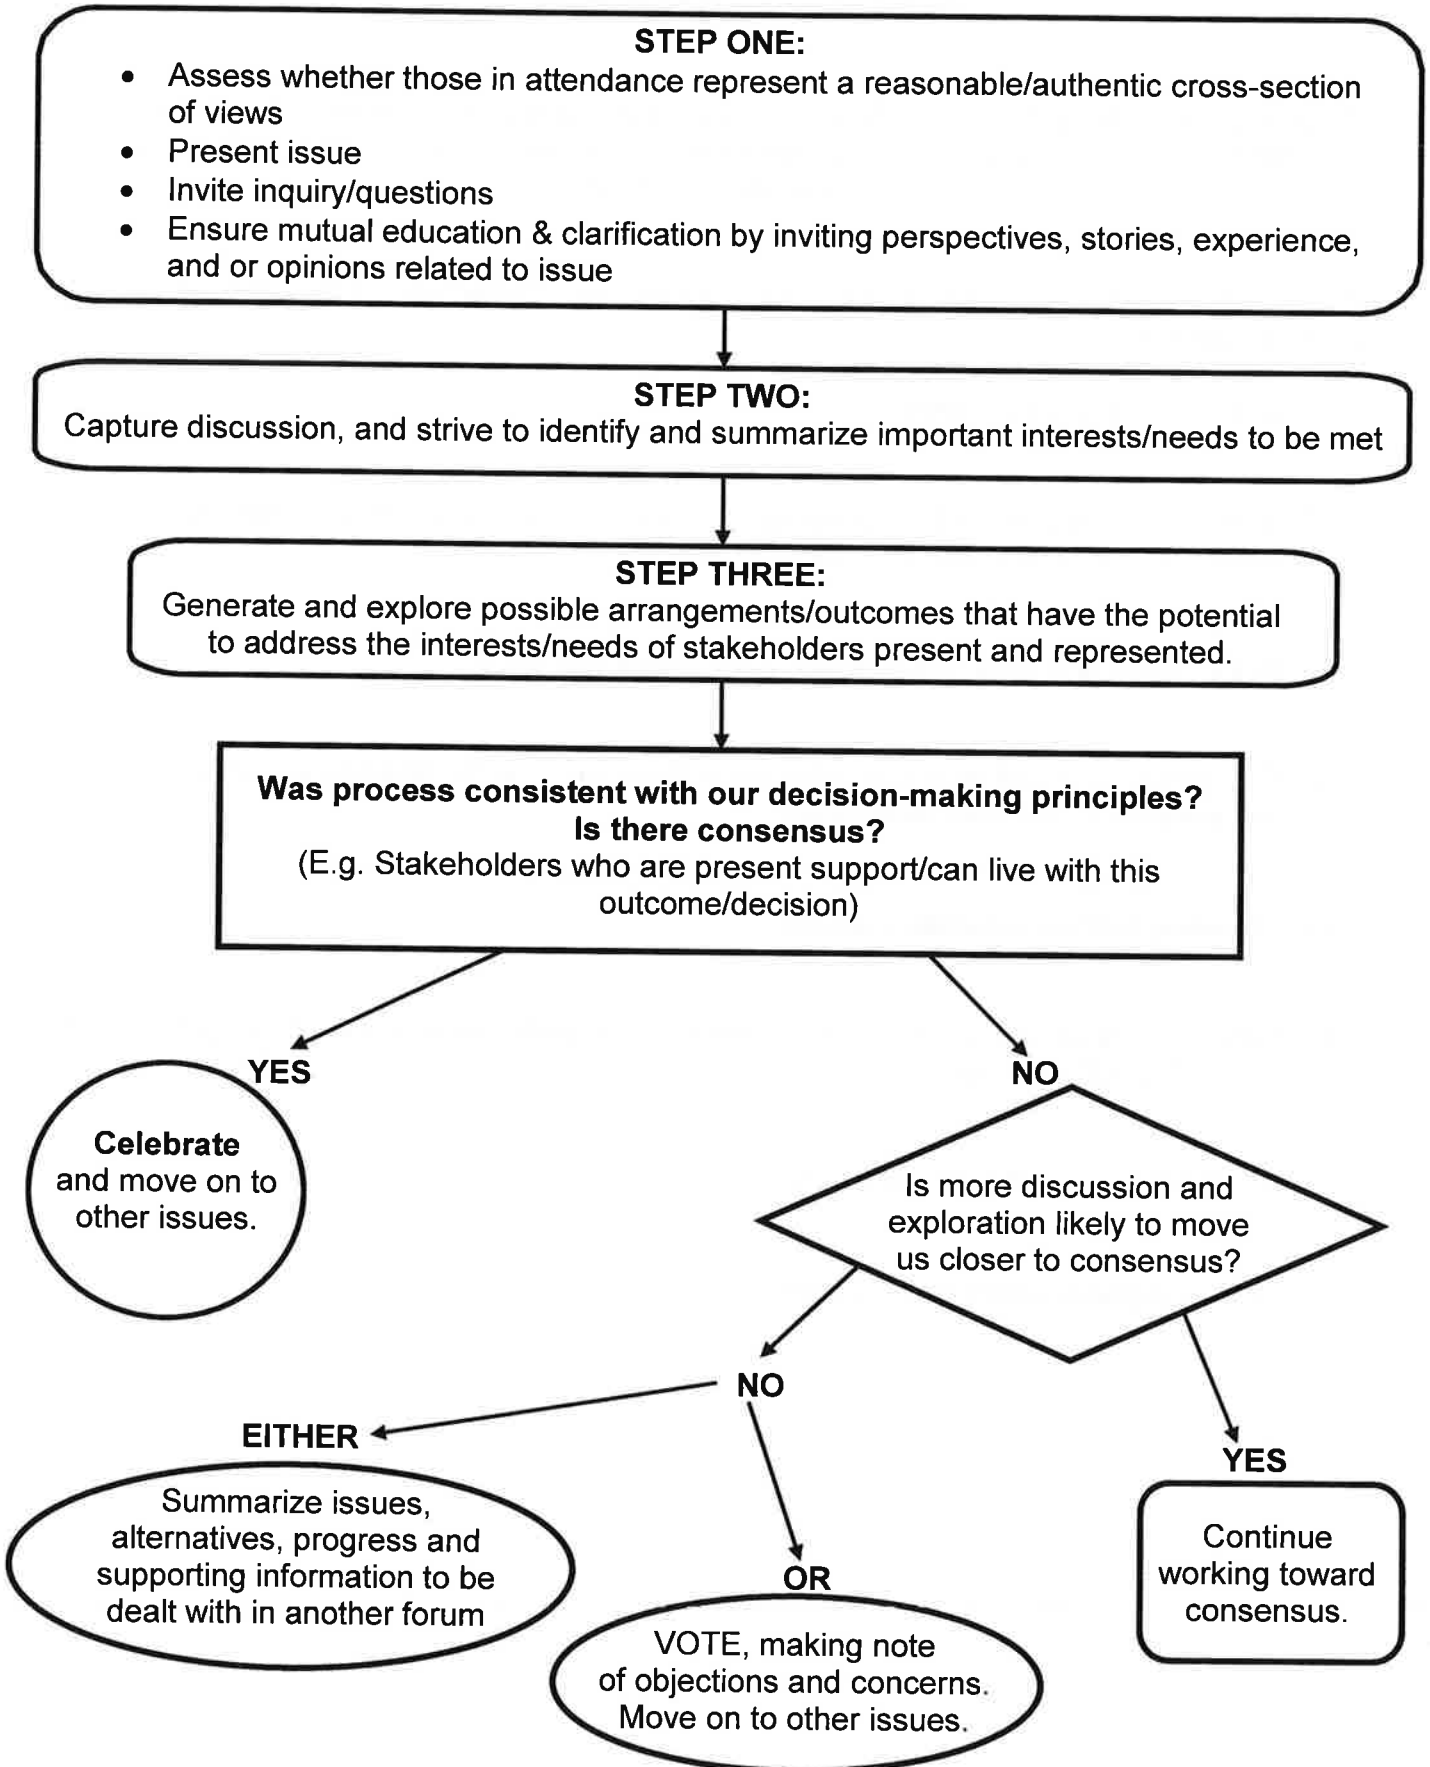 STEP ONE:
• Assess whether those in attendance represent a reasonable/authentic cross-section
of views
• Present issue
• Invite inquiry/questions
• Ensure mutual education & clarification by inviting perspectives, stories, experience,
and or opinions related to issue
STEP TWO:
Capture discussion, and strive to identify and summarize important interests/needs to be met
STEP THREE:
Generate and explore possible arrangements/outcomes that have the potential
to address the interests/needs of stakeholders present and represented.
Was process consistent with our decision-making principles?
Is there consensus?
(E.g. Stakeholders who are present support/can live with this
outcome/decision)
YES
Celebrate
and move on to
other issues.
NO
Is more discussion and
exploration likely to move
us closer to consensus?
NO
EITHER
Summarize issues,
alternatives, progress and
supporting information to be
dealt with in another forum
OR
VOTE, making note
of objections and concerns.
Move on to other issues.
YES
Continue
working toward
consensus.